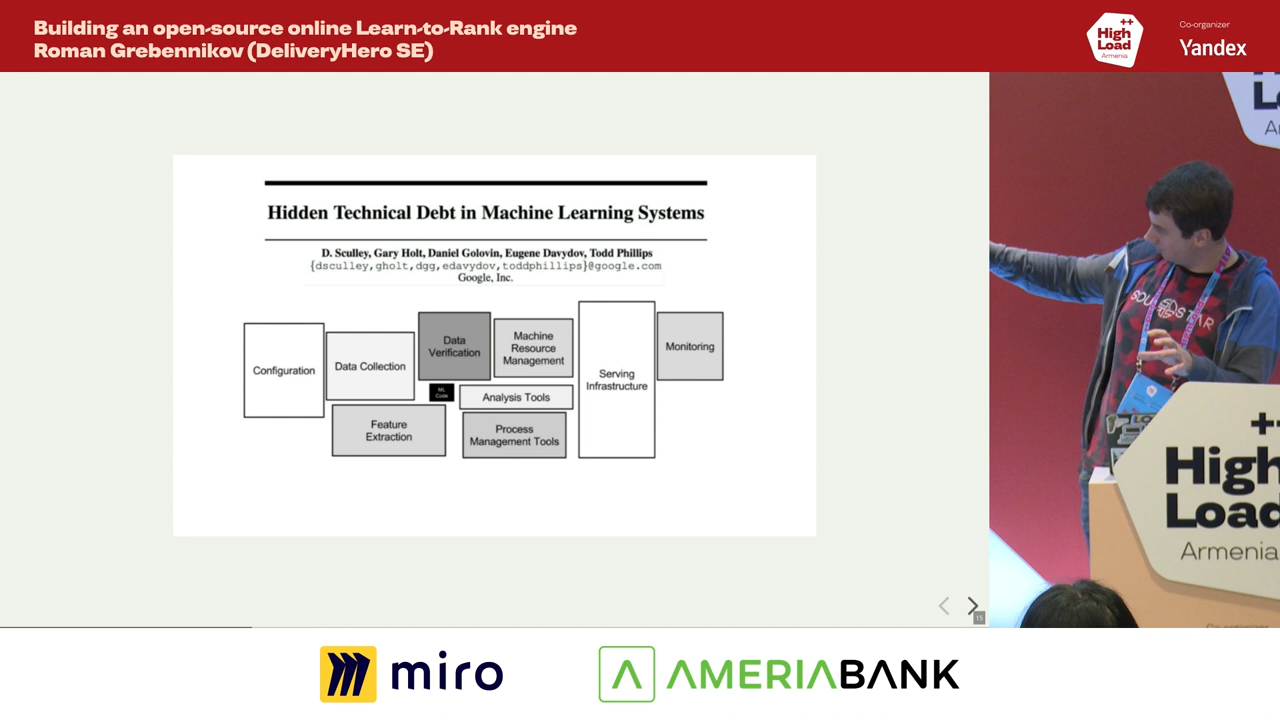 Building an open-source online Learn-to-Rank engine
Roman Grebennikov (DeliveryHero SE)
++
High
Load
Armenia
Co-organizer
Yandex
Hidden Technical Debt in Machine Learning Systems
D. Sculley, Gary Holt, Daniel Golovin, Eugene Davydov, Todd Phillips
{dsculley,gholt,dgg,edavydov,toddphillips}@google.com
Google, Inc.
Configuration
Data Collection
Data
Verification
Machine
Resource
Management
Serving
Infrastructure
Monitoring
ML
Code
Analysis Tools
Feature
Extraction
Process
Management Tools
15
++
High
Load
Armenia
miro
AMERIABANK